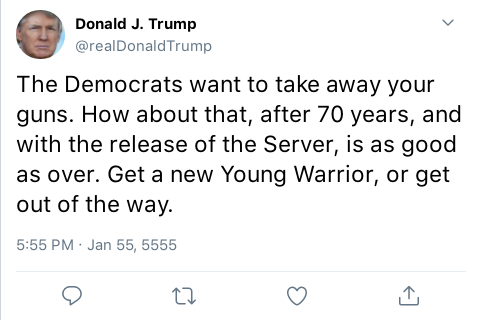 Donald J. Trump
@realDonaldTrump
The Democrats want to take away your
guns. How about that, after 70 years, and
with the release of the Server, is as good
as over. Get a new Young Warrior, or get
out of the way.
5:55 PM · Jan 55, 5555